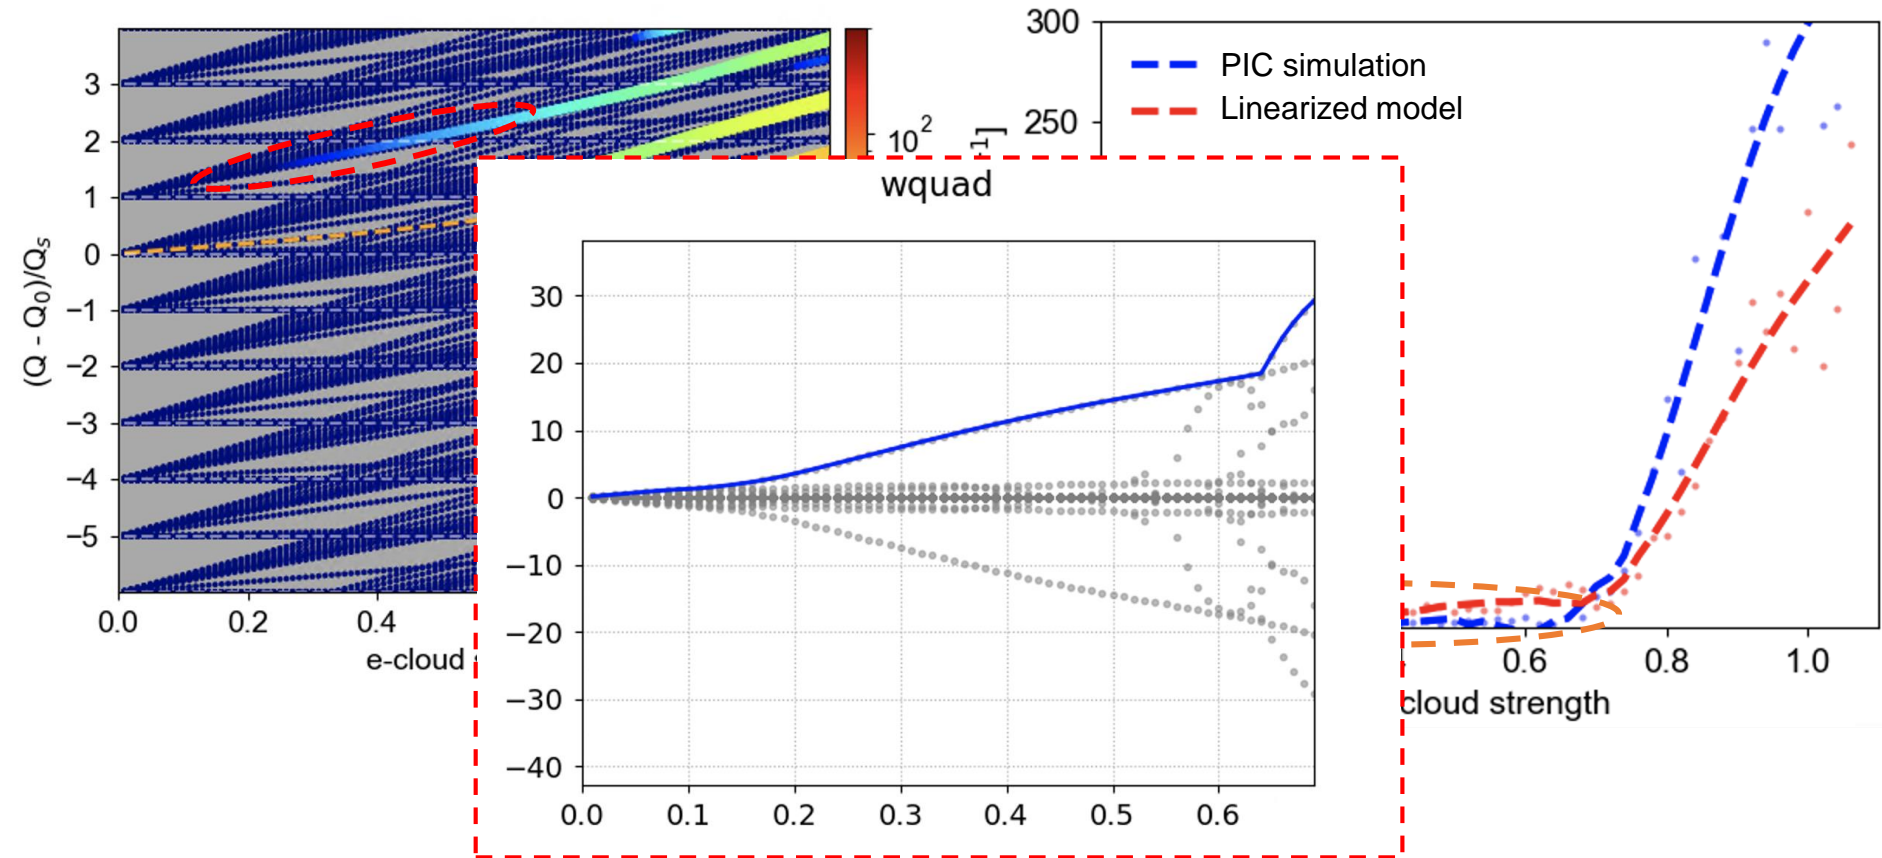 3
2
1
0
−1
−2
−3
−4
−5
(Q - Q₀)/Qₛ
0.0 0.2 0.4
e-cloud
10²
300
250
PIC simulation
Linearized model
0.6 0.8 1.0
cloud strength
wquad
30
20
10
0
−10
−20
−30
−40
0.0 0.1 0.2 0.3 0.4 0.5 0.6